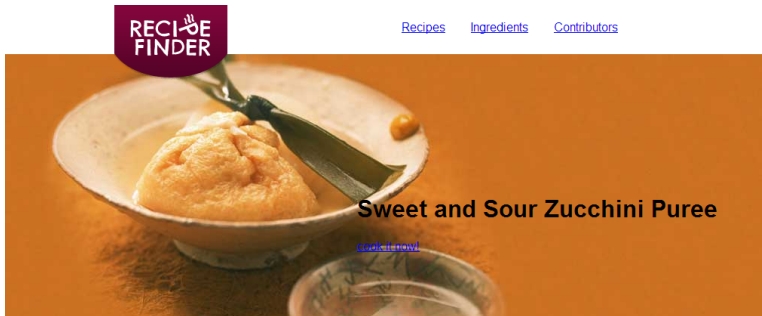 RECIPE
FINDER
Recipes Ingredients Contributors
Sweet and Sour Zucchini Puree
cook it now!